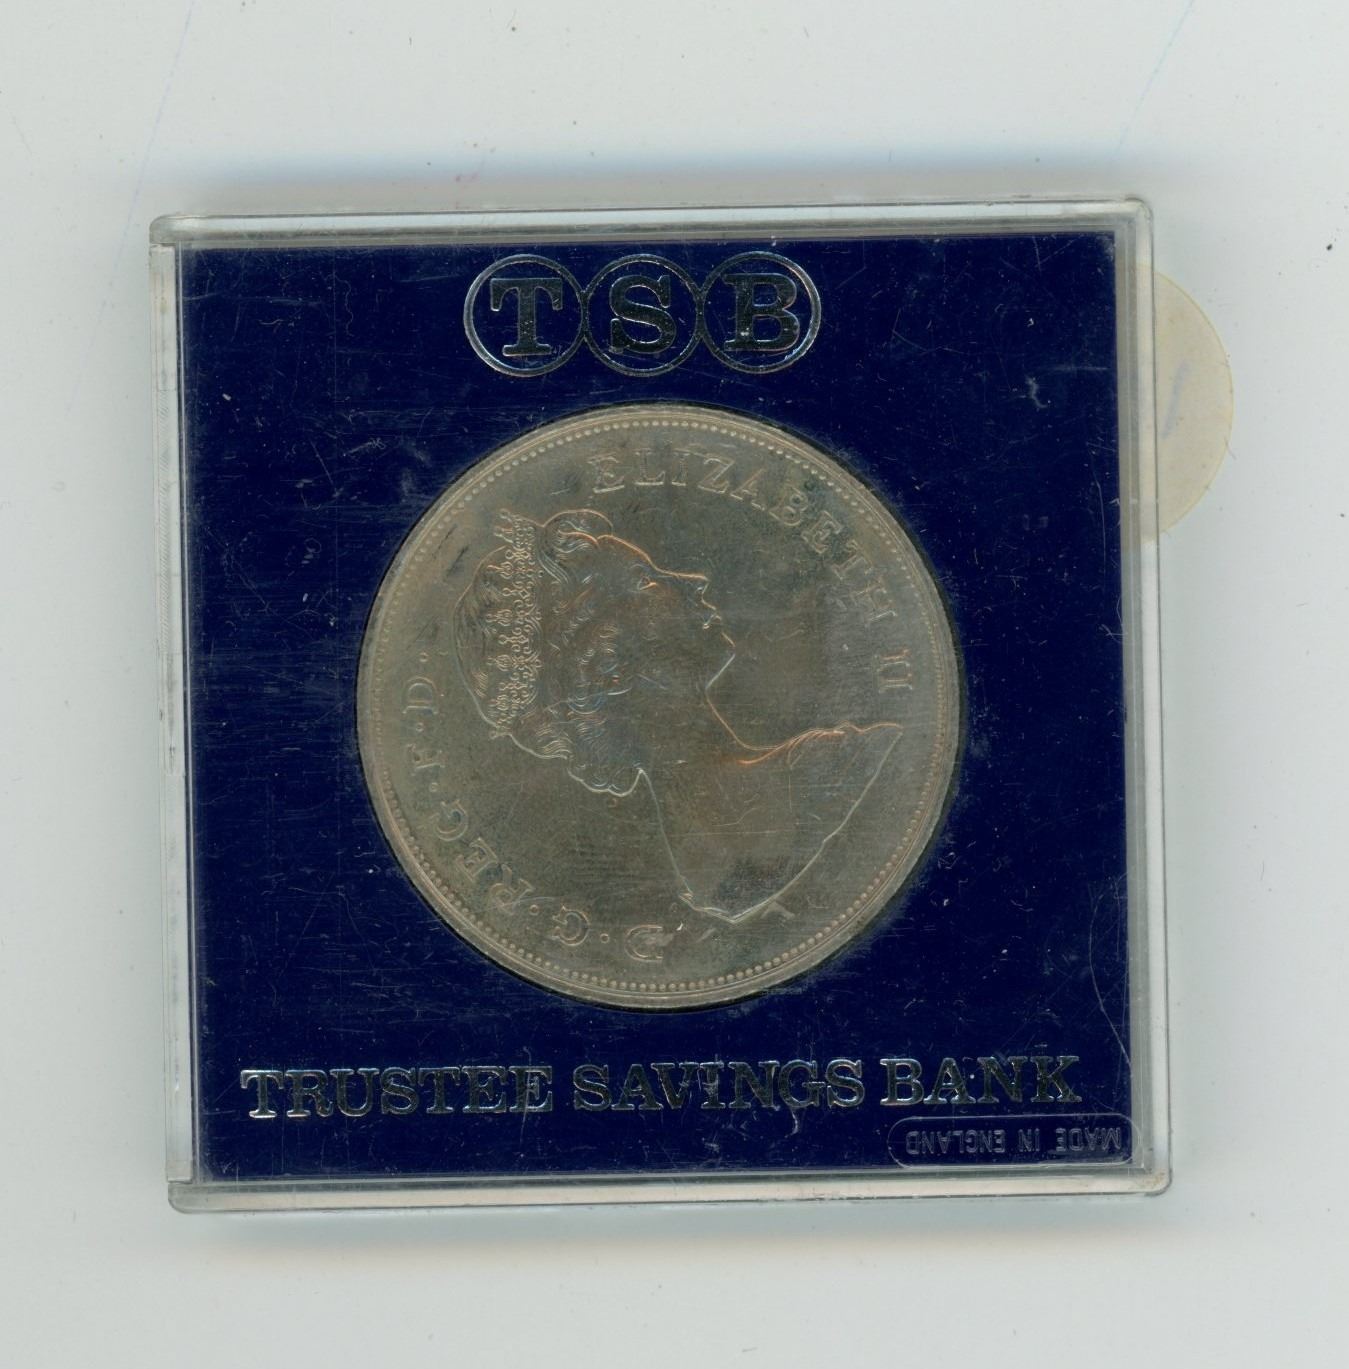 TSB
ELIZABETH II
D·G·REG·F·D·
TRUSTEE SAVINGS BANK
MADE IN ENGLAND